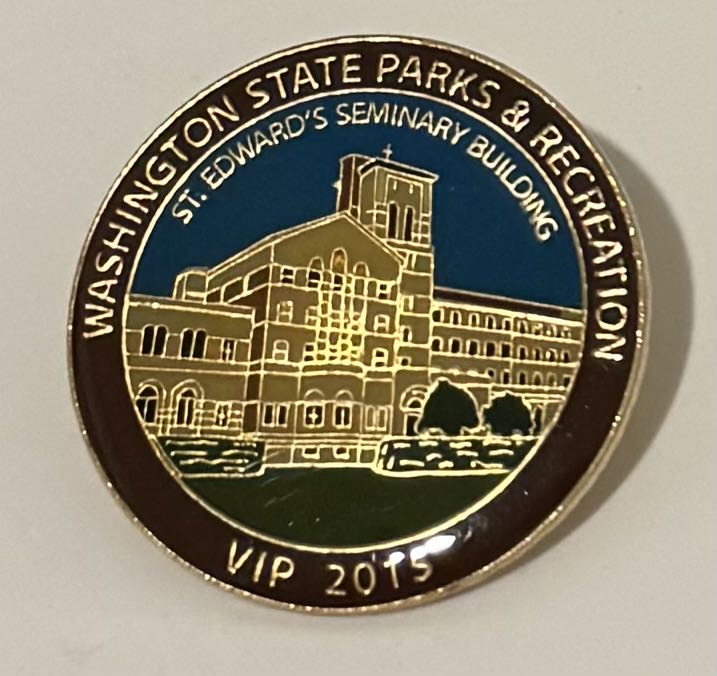 WASHINGTON STATE PARKS & RECREATION
ST. EDWARD'S SEMINARY BUILDING
VIP 2015